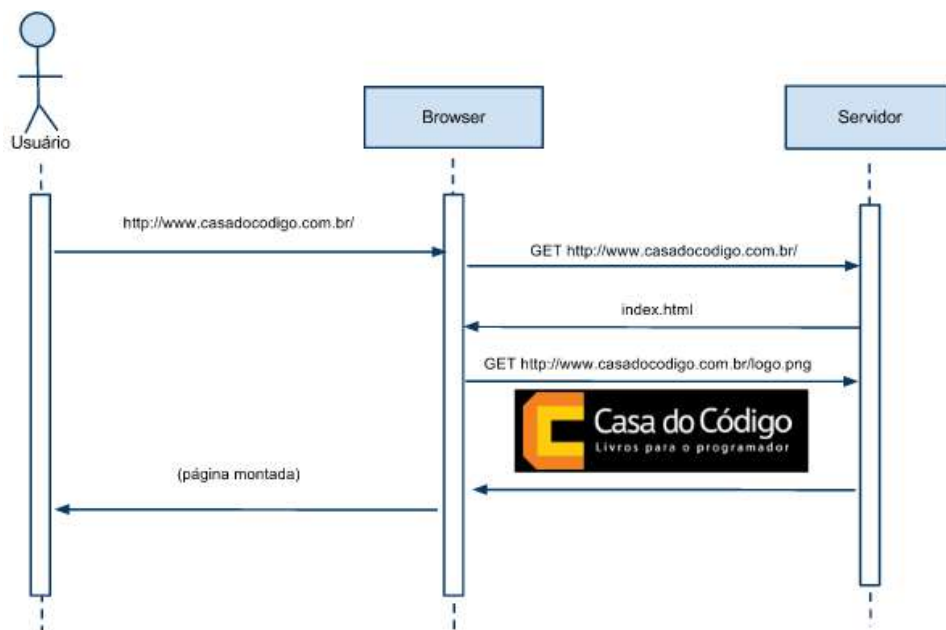 Usuário
Browser
Servidor
http://www.casadocodigo.com.br/
GET http://www.casadocodigo.com.br/
index.html
GET http://www.casadocodigo.com.br/logo.png
Casa do Código
Livros para o programador
(página montada)